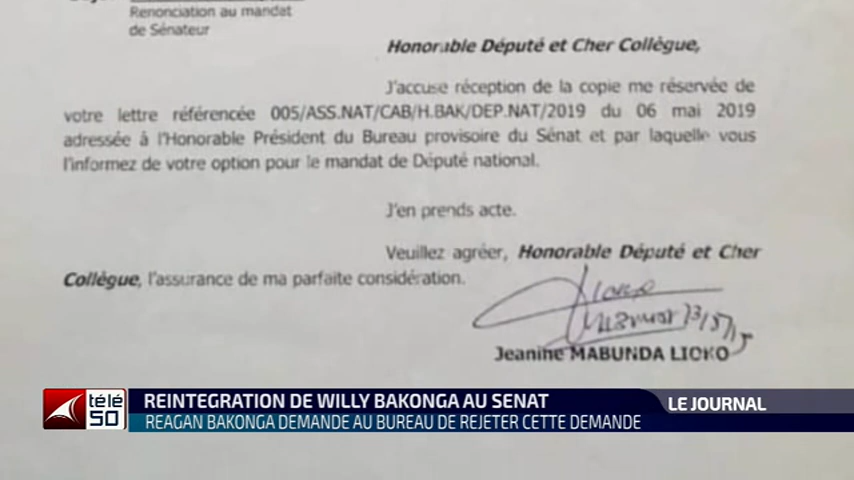 Renonciation au mandat
de Sénateur
Honorable Député et Cher Collègue,
J'accuse réception de la copie me réservée de
votre lettre référencée 005/ASS.NAT/CAB/H.BAK/DEP.NAT/2019 du 06 mai 2019
adressée à l'Honorable Président du Bureau provisoire du Sénat et par laquelle vous
l'informez de votre option pour le mandat de Député national.
J'en prends acte.
Veuillez agréer, Honorable Député et Cher
Collègue, l'assurance de ma parfaite considération.
Jeanine MABUNDA LIOKO
télé
50
REINTEGRATION DE WILLY BAKONGA AU SENAT
LE JOURNAL
REAGAN BAKONGA DEMANDE AU BUREAU DE REJETER CETTE DEMANDE